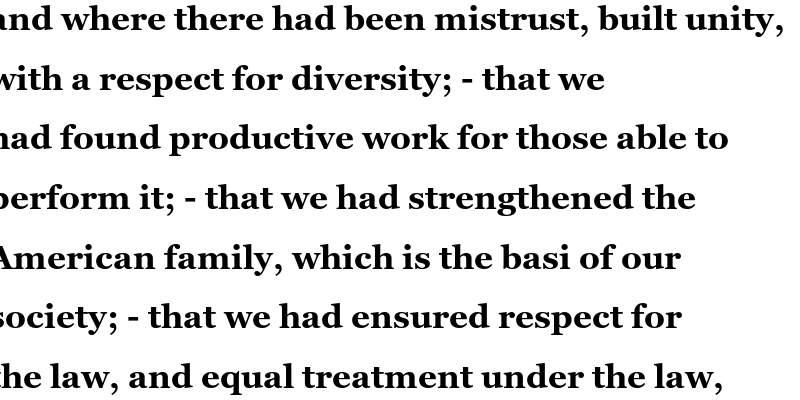 and where there had been mistrust, built unity,
with a respect for diversity; - that we
had found productive work for those able to
perform it; - that we had strengthened the
American family, which is the basi of our
society; - that we had ensured respect for
the law, and equal treatment under the law,